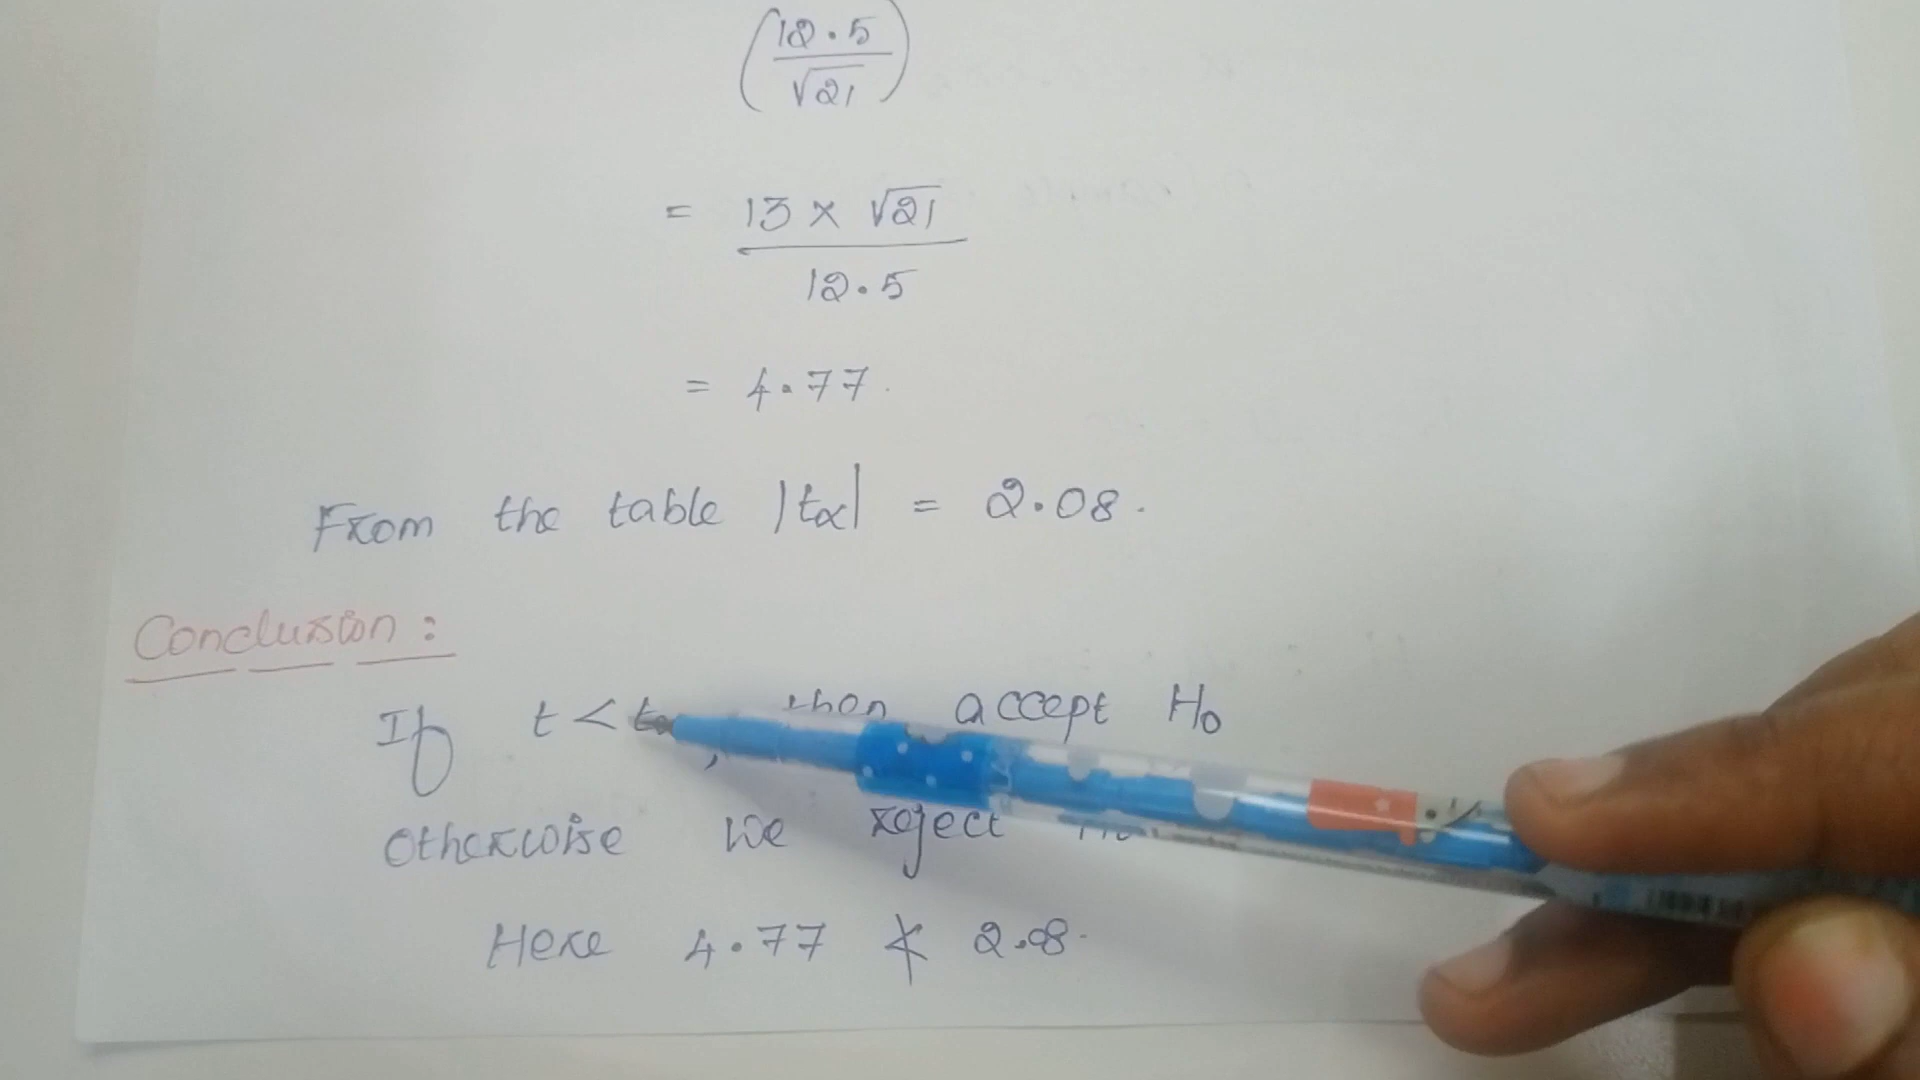 (12.5
√21)
= 13 × √21
12.5
= 4.77.
From the table |tα| = 2.08.
Conclusion:
If t < , then accept H₀
Otherwise we reject
Here 4.77 ≮ 2.08.